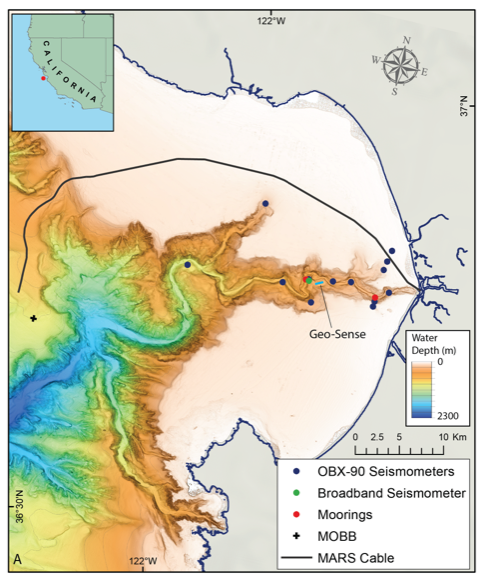 CALIFORNIA
122°W
N
W
E
S
37°N
Geo-Sense
Water
Depth (m)
0
2300
0 2.5 5 10 Km
OBX-90 Seismometers
Broadband Seismometer
Moorings
MOBB
MARS Cable
36°30'N
A
122°W